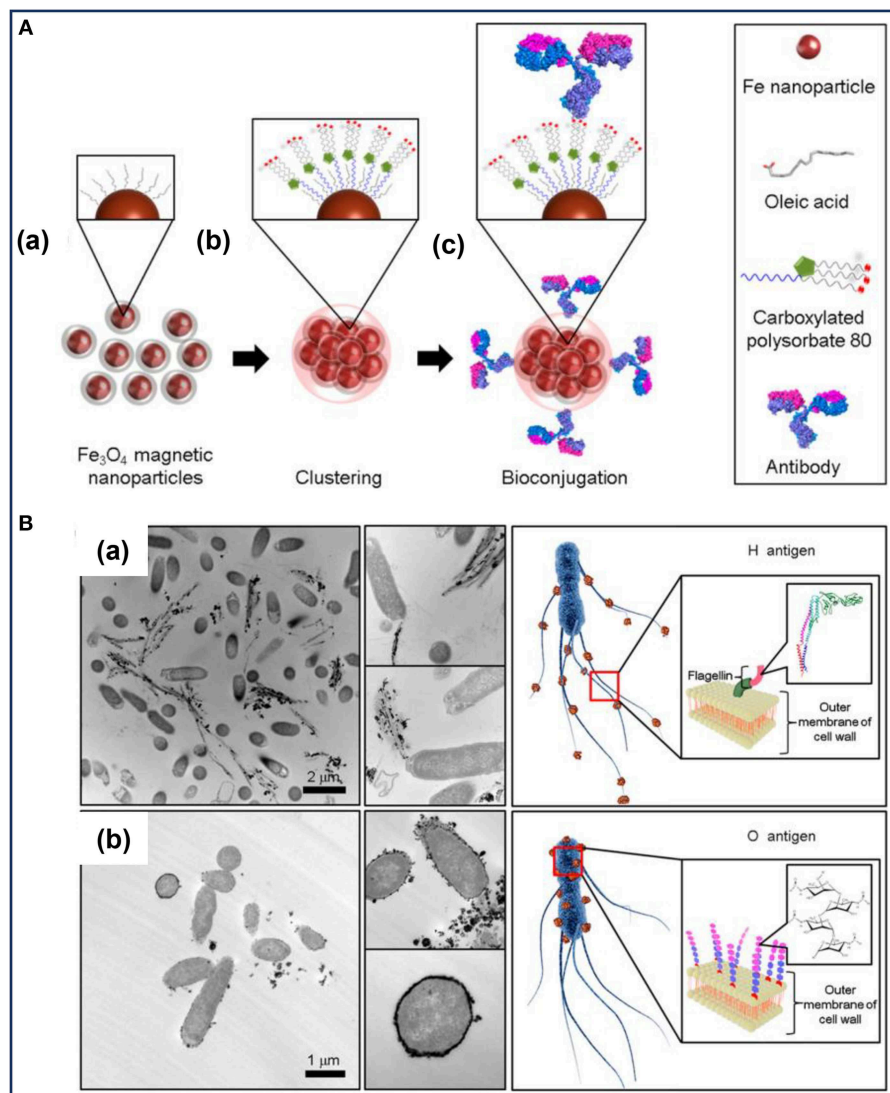 A
(a)
(b)
(c)
Fe nanoparticle
Oleic acid
Carboxylated
polysorbate 80
Antibody
Fe₃O₄ magnetic
nanoparticles
Clustering
Bioconjugation
B
(a)
2 μm
H antigen
Flagellin
Outer
membrane of
cell wall
(b)
1 μm
O antigen
Outer
membrane of
cell wall